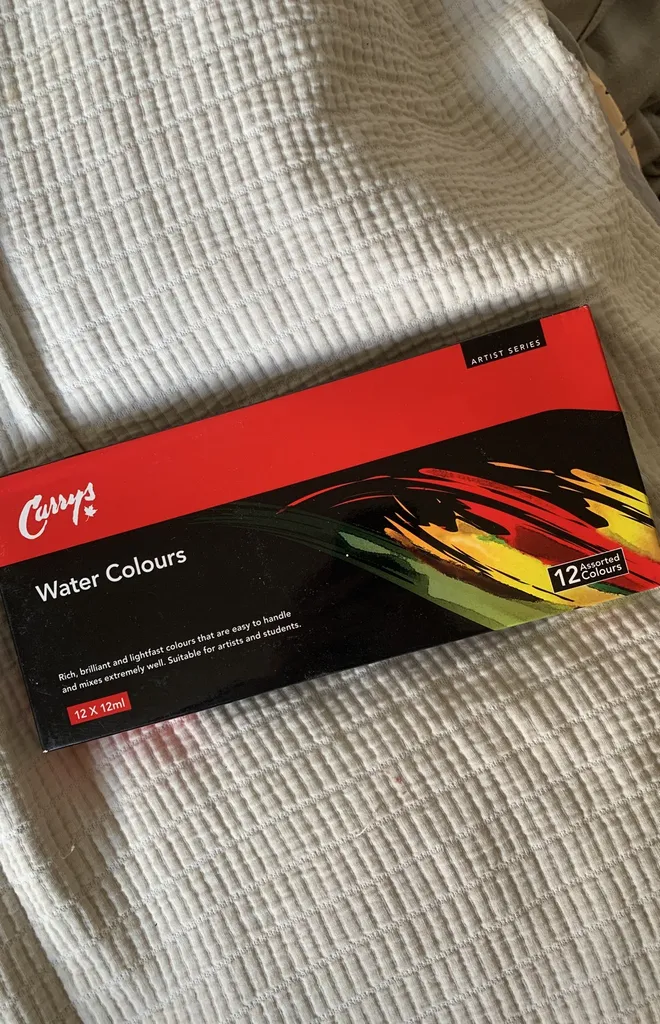 ARTIST SERIES
Currys
Water Colours
12 Assorted
Colours
Rich, brilliant and lightfast colours that are easy to handle
and mixes extremely well. Suitable for artists and students.
12 X 12ml